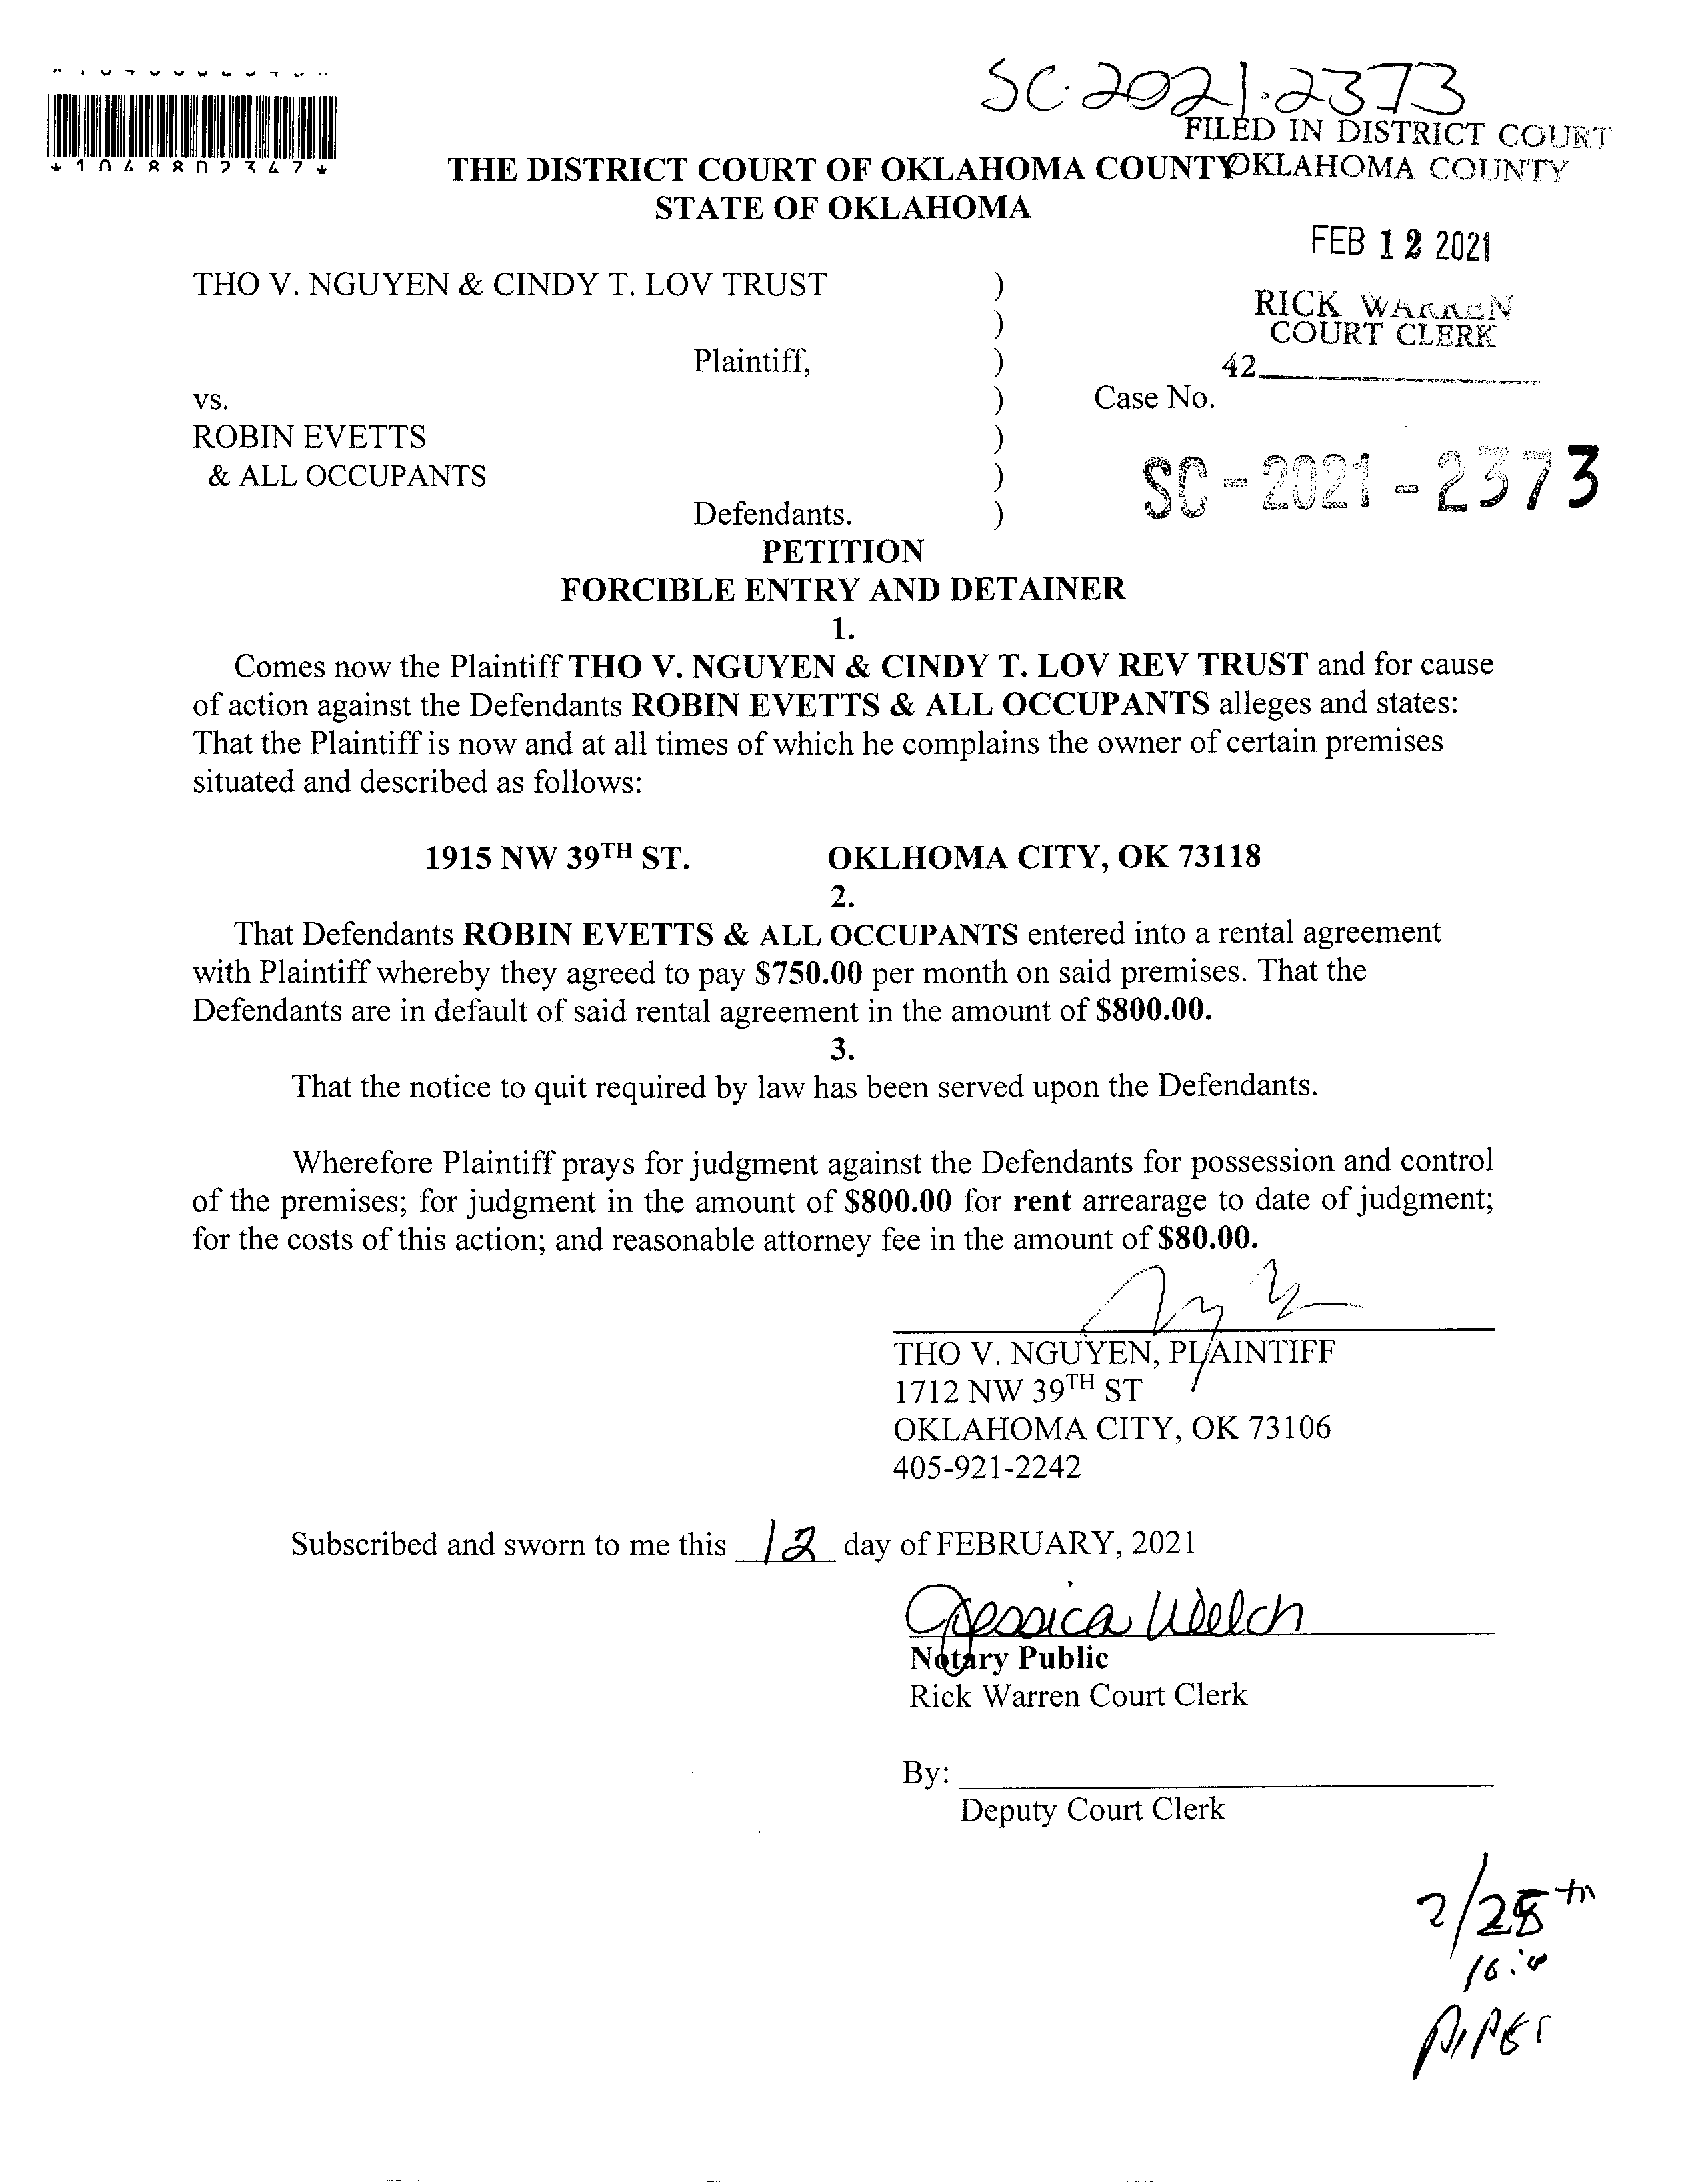 SC-2021-2373
FILED IN DISTRICT COURT
OKLAHOMA COUNTY
*1048802347*
THE DISTRICT COURT OF OKLAHOMA COUNTY
STATE OF OKLAHOMA
FEB 12 2021
RICK WARREN
COURT CLERK
42
THO V. NGUYEN & CINDY T. LOV TRUST )
)
Plaintiff, )
vs. ) Case No.
ROBIN EVETTS )
& ALL OCCUPANTS ) SC-2021-2373
Defendants. )
PETITION
FORCIBLE ENTRY AND DETAINER
1.
Comes now the Plaintiff THO V. NGUYEN & CINDY T. LOV REV TRUST and for cause
of action against the Defendants ROBIN EVETTS & ALL OCCUPANTS alleges and states:
That the Plaintiff is now and at all times of which he complains the owner of certain premises
situated and described as follows:
1915 NW 39TH ST. OKLHOMA CITY, OK 73118
2.
That Defendants ROBIN EVETTS & ALL OCCUPANTS entered into a rental agreement
with Plaintiff whereby they agreed to pay $750.00 per month on said premises. That the
Defendants are in default of said rental agreement in the amount of $800.00.
3.
That the notice to quit required by law has been served upon the Defendants.
Wherefore Plaintiff prays for judgment against the Defendants for possession and control
of the premises; for judgment in the amount of $800.00 for rent arrearage to date of judgment;
for the costs of this action; and reasonable attorney fee in the amount of $80.00.
THO V. NGUYEN, PLAINTIFF
1712 NW 39TH ST
OKLAHOMA CITY, OK 73106
405-921-2242
Subscribed and sworn to me this 12 day of FEBRUARY, 2021
Jessica Welch
Notary Public
Rick Warren Court Clerk
By:
Deputy Court Clerk